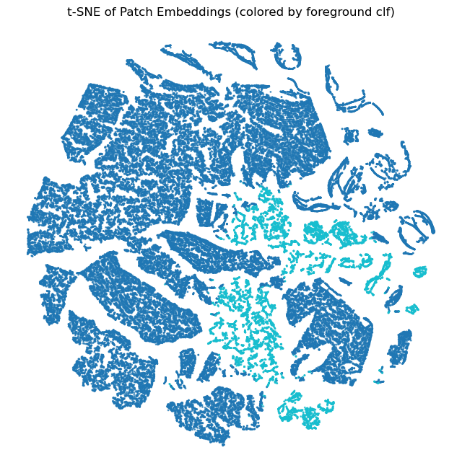 t-SNE of Patch Embeddings (colored by foreground clf)